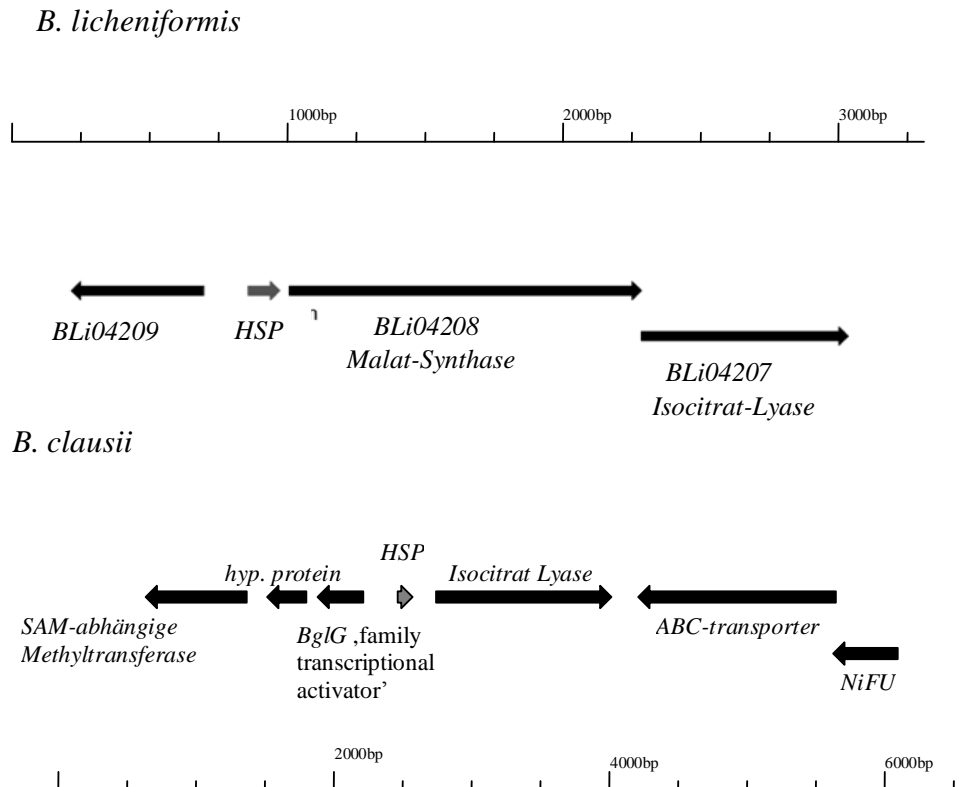 B. licheniformis
1000bp
2000bp
3000bp
BLi04209
HSP
BLi04208
Malat-Synthase
BLi04207
Isocitrat-Lyase
B. clausii
HSP
hyp. protein
Isocitrat Lyase
SAM-abhängige
Methyltransferase
BglG ‚family
transcriptional
activator’
ABC-transporter
NiFU
2000bp
4000bp
6000bp